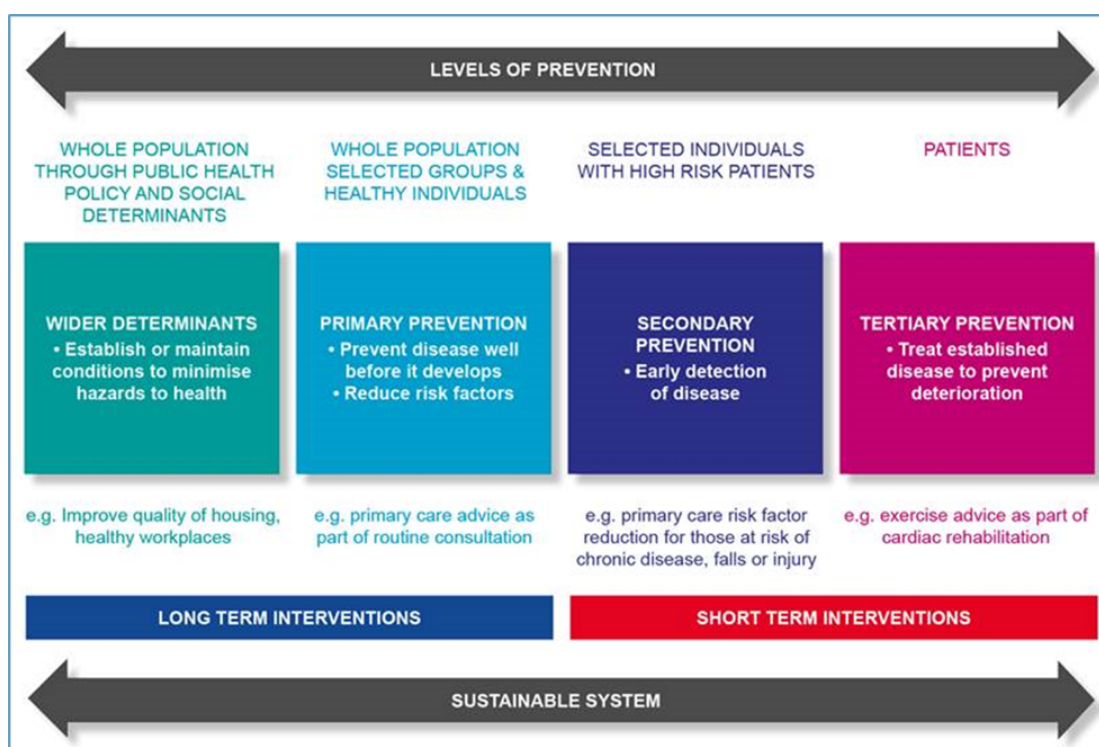 LEVELS OF PREVENTION
WHOLE POPULATION
THROUGH PUBLIC HEALTH
POLICY AND SOCIAL
DETERMINANTS
WHOLE POPULATION
SELECTED GROUPS &
HEALTHY INDIVIDUALS
SELECTED INDIVIDUALS
WITH HIGH RISK PATIENTS
PATIENTS
WIDER DETERMINANTS
• Establish or maintain
conditions to minimise
hazards to health
PRIMARY PREVENTION
• Prevent disease well
before it develops
• Reduce risk factors
SECONDARY
PREVENTION
• Early detection
of disease
TERTIARY PREVENTION
• Treat established
disease to prevent
deterioration
e.g. Improve quality of housing,
healthy workplaces
e.g. primary care advice as
part of routine consultation
e.g. primary care risk factor
reduction for those at risk of
chronic disease, falls or injury
e.g. exercise advice as part of
cardiac rehabilitation
LONG TERM INTERVENTIONS
SHORT TERM INTERVENTIONS
SUSTAINABLE SYSTEM